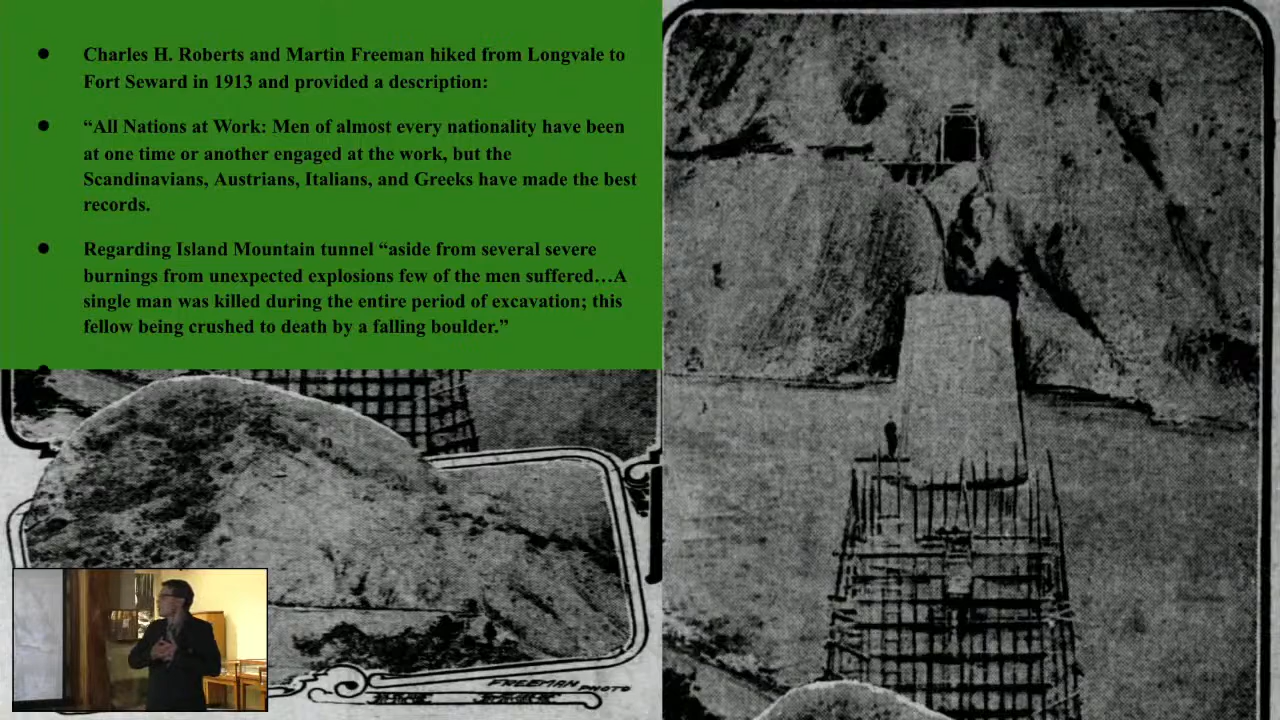 ● Charles H. Roberts and Martin Freeman hiked from Longvale to
Fort Seward in 1913 and provided a description:
● “All Nations at Work: Men of almost every nationality have been
at one time or another engaged at the work, but the
Scandinavians, Austrians, Italians, and Greeks have made the best
records.
● Regarding Island Mountain tunnel “aside from several severe
burnings from unexpected explosions few of the men suffered…A
single man was killed during the entire period of excavation; this
fellow being crushed to death by a falling boulder.”
●
FREEMAN PHOTO